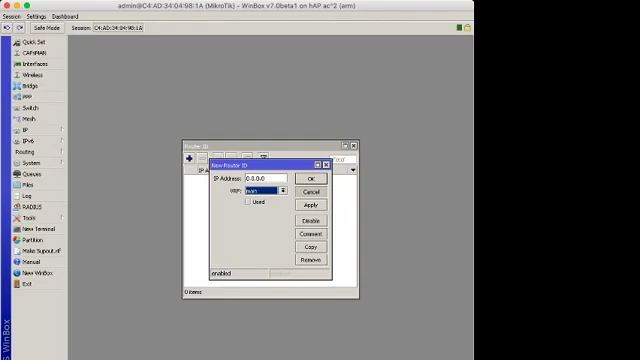 admin@C4:AD:34:04:98:1A (MikroTik) - WinBox v7.0beta1 on hAP ac^2 (arm)
Session Settings Dashboard
Safe Mode Session: C4:AD:34:04:98:1A
Quick Set
CAPsMAN
Interfaces
Wireless
Bridge
PPP
Switch
Mesh
IP
IPv6
Routing
System
Queues
Files
Log
RADIUS
Tools
New Terminal
Partition
Make Supout.rif
Manual
New WinBox
Exit
S WinBox
Router ID
Find
IP A
New Router ID
IP Address: 0.0.0.0
VRF: main
Used
OK
Cancel
Apply
Disable
Comment
Copy
Remove
enabled
0 items